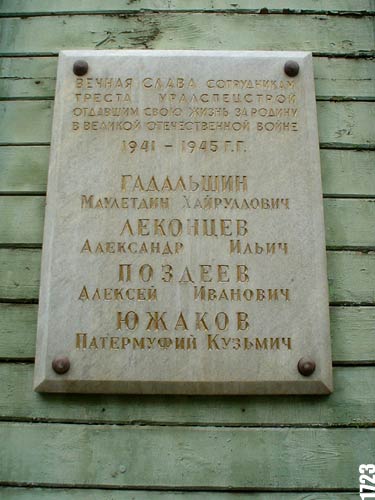 ВЕЧНАЯ СЛАВА СОТРУДНИКАМ
ТРЕСТА УРАЛСПЕЦСТРОЙ
ОТДАВШИМ СВОЮ ЖИЗНЬ ЗА РОДИНУ
В ВЕЛИКОЙ ОТЕЧЕСТВЕННОЙ ВОЙНЕ
1941 - 1945 Г.Г.
ГАДАЛЬШИН
МАУЛЕТДИН ХАЙРУЛЛОВИЧ
ЛЕКОНЦЕВ
АЛЕКСАНДР ИЛЬИЧ
ПОЗДЕЕВ
АЛЕКСЕЙ ИВАНОВИЧ
ЮЖАКОВ
ПАТЕРМУФИЙ КУЗЬМИЧ
1723